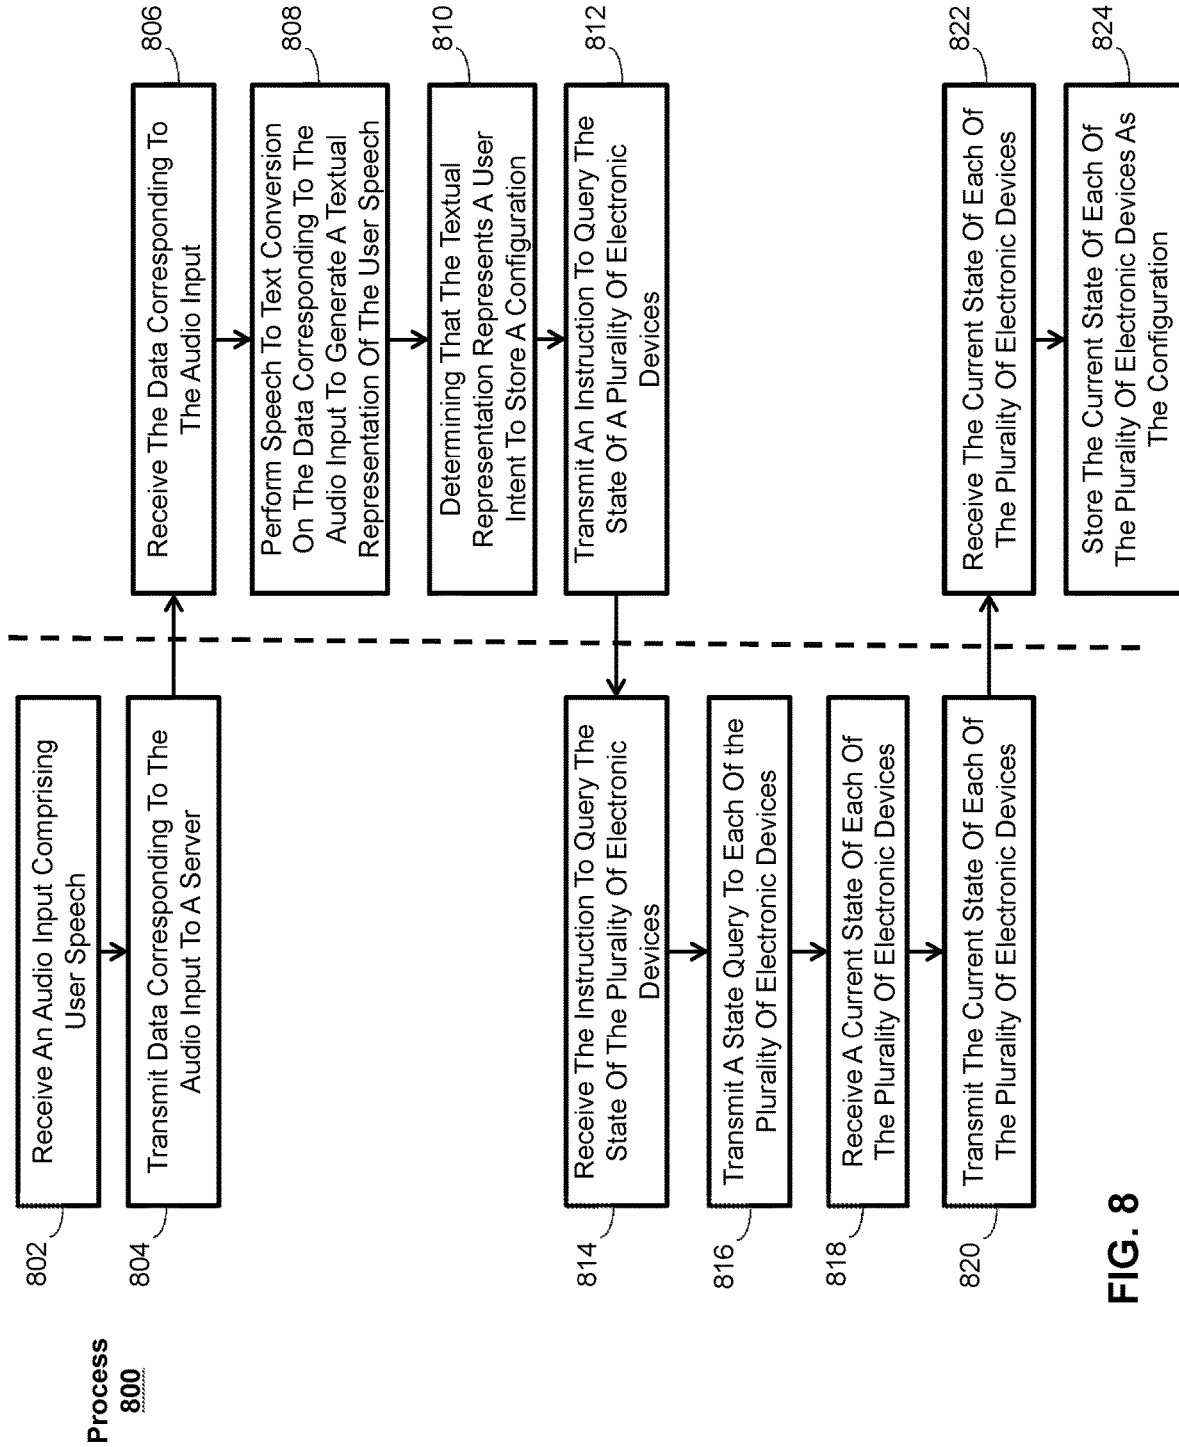 Process
800
802
Receive An Audio Input Comprising
User Speech
804
Transmit Data Corresponding To The
Audio Input To A Server
806
Receive The Data Corresponding To
The Audio Input
808
Perform Speech To Text Conversion
On The Data Corresponding To The
Audio Input To Generate A Textual
Representation Of The User Speech
810
Determining That The Textual
Representation Represents A User
Intent To Store A Configuration
812
Transmit An Instruction To Query The
State Of A Plurality Of Electronic
Devices
814
Receive The Instruction To Query The
State Of The Plurality Of Electronic
Devices
816
Transmit A State Query To Each Of the
Plurality Of Electronic Devices
818
Receive A Current State Of Each Of
The Plurality Of Electronic Devices
820
Transmit The Current State Of Each Of
The Plurality Of Electronic Devices
822
Receive The Current State Of Each Of
The Plurality Of Electronic Devices
824
Store The Current State Of Each Of
The Plurality Of Electronic Devices As
The Configuration
FIG. 8